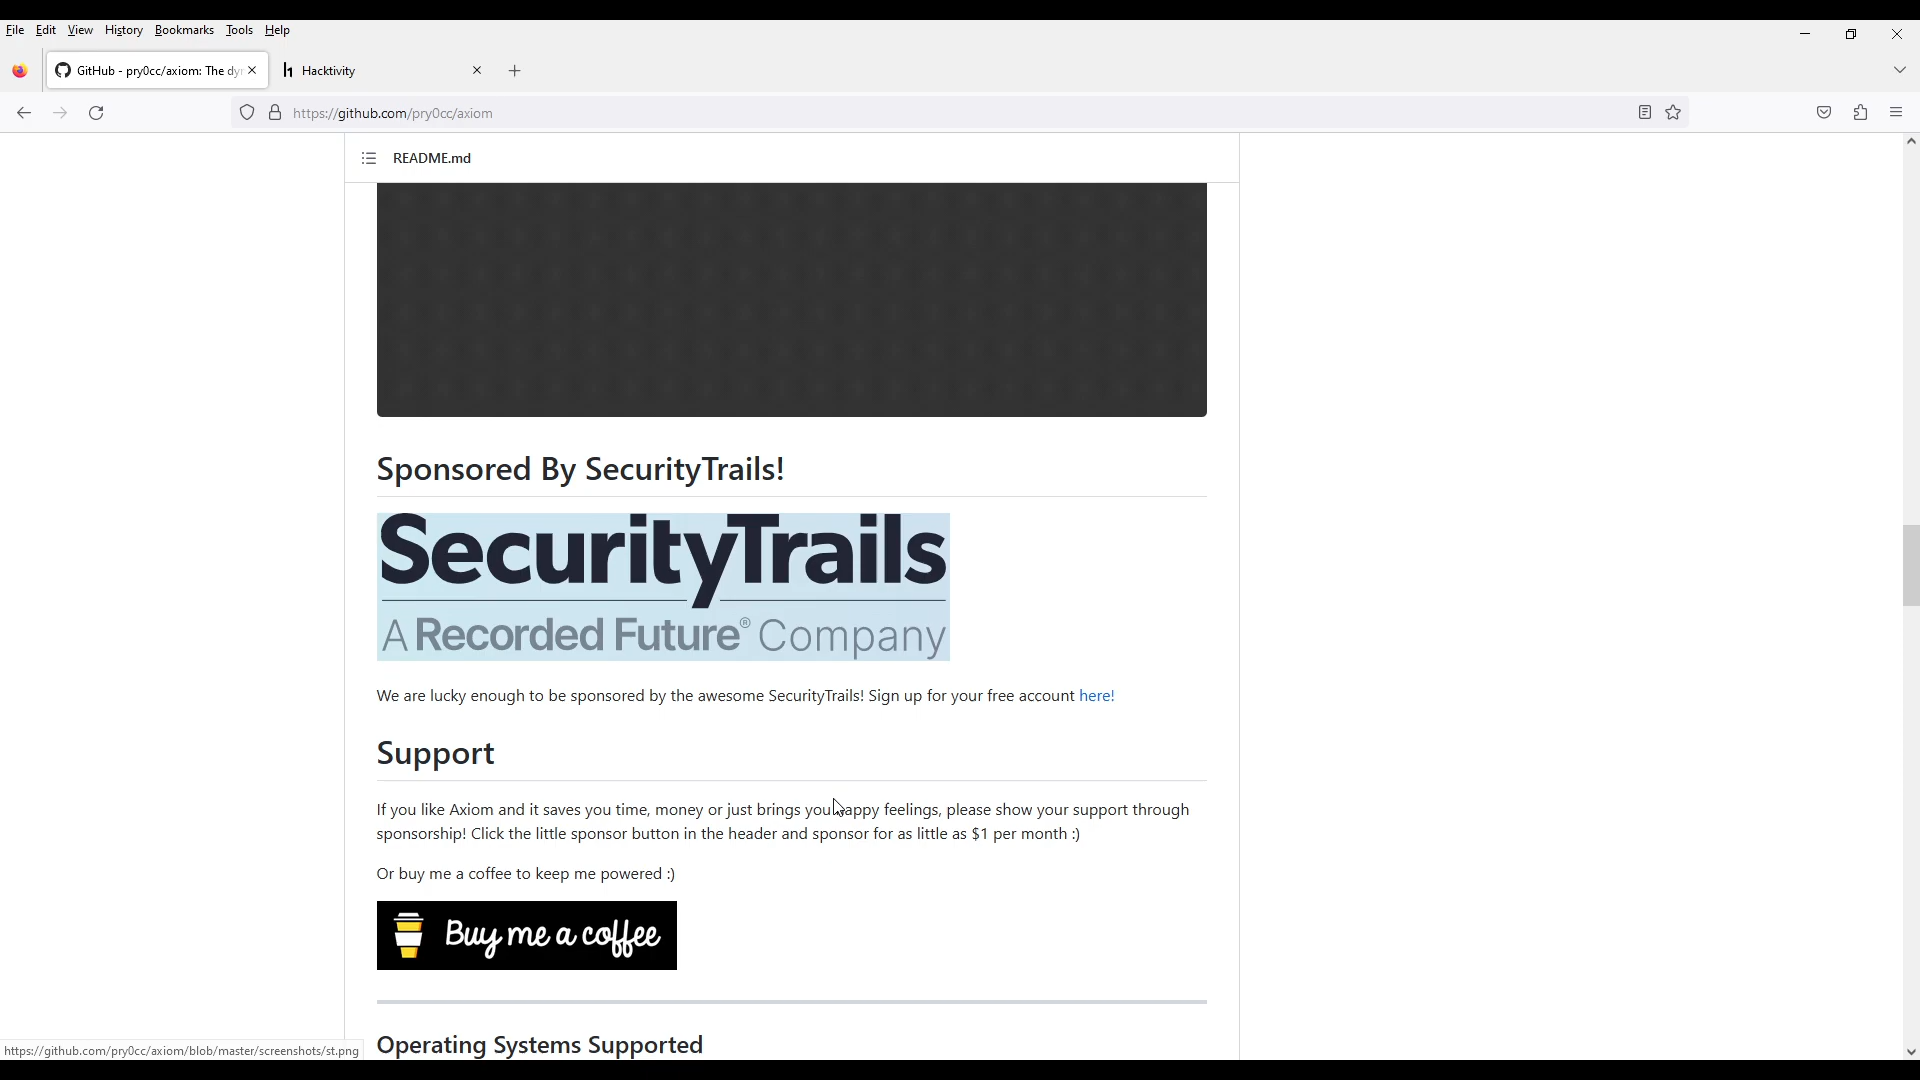 File Edit View History Bookmarks Tools Help
GitHub - pry0cc/axiom: The dy
Hacktivity
https://github.com/pry0cc/axiom
README.md
Sponsored By SecurityTrails!
SecurityTrails
A Recorded Future® Company
We are lucky enough to be sponsored by the awesome SecurityTrails! Sign up for your free account here!
Support
If you like Axiom and it saves you time, money or just brings you happy feelings, please show your support through
sponsorship! Click the little sponsor button in the header and sponsor for as little as $1 per month :)
Or buy me a coffee to keep me powered :)
Buy me a coffee
Operating Systems Supported
https://github.com/pry0cc/axiom/blob/master/screenshots/st.png